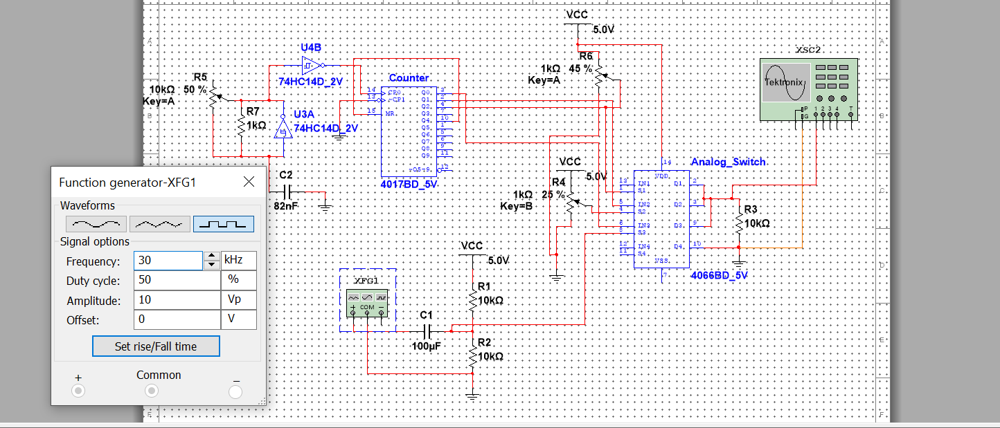 VCC
5.0V
XSC2
Tektronix
P
G
1 2 3 4
T
U4B
74HC14D_2V
R6
1kΩ 45 %
Key=A
R5
10kΩ 50 %
Key=A
Counter
14
13
15
CP0
~CP1
MR
Q0
Q1
Q2
Q3
Q4
Q5
Q6
Q7
Q8
Q9
~Q5-9
3
2
4
7
10
1
5
6
9
11
12
4017BD_5V
R7
1kΩ
U3A
74HC14D_2V
C2
82nF
VCC
5.0V
R4
1kΩ 25 %
Key=B
Analog_Switch
14
VDD
13
1
5
4
6
8
12
11
IN1
S1
IN2
S2
IN3
S3
IN4
S4
D1
D2
D3
D4
2
3
9
10
VSS
7
4066BD_5V
R3
10kΩ
VCC
5.0V
R1
10kΩ
R2
10kΩ
C1
100µF
XFG1
COM
Function generator-XFG1
Waveforms
Signal options
Frequency: 30 kHz
Duty cycle: 50 %
Amplitude: 10 Vp
Offset: 0 V
Set rise/Fall time
+ Common −
A
B
A
B
C
D
E
F
E